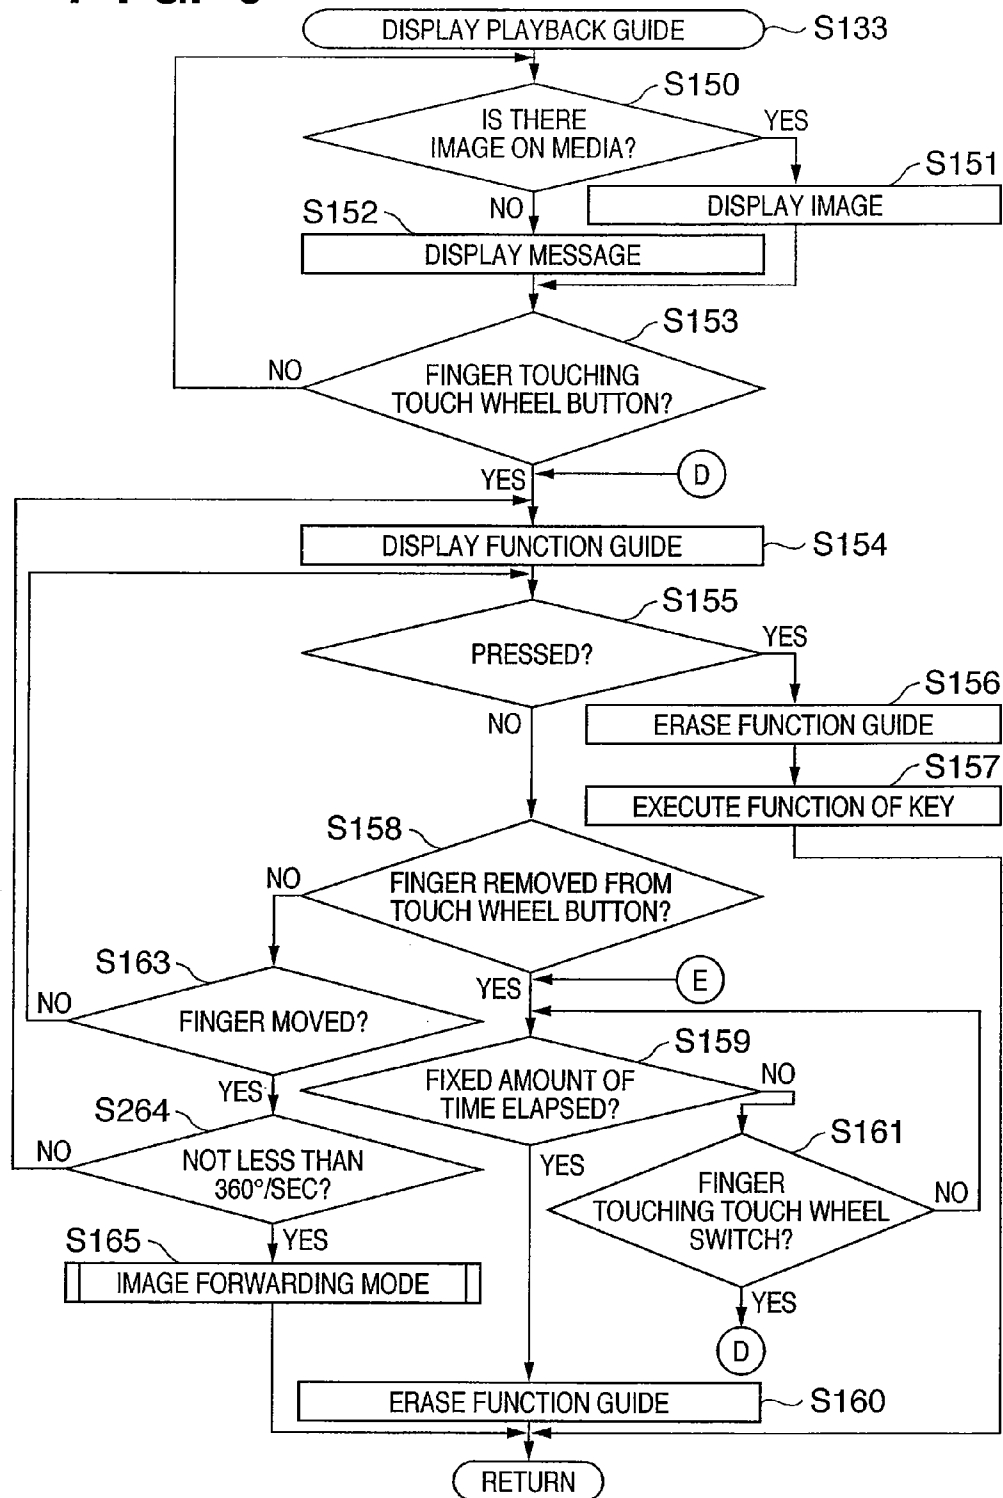 DISPLAY PLAYBACK GUIDE
S133
S150
IS THERE
IMAGE ON MEDIA?
YES
S151
DISPLAY IMAGE
NO
S152
DISPLAY MESSAGE
S153
NO
FINGER TOUCHING
TOUCH WHEEL BUTTON?
YES
D
DISPLAY FUNCTION GUIDE
S154
S155
PRESSED?
YES
NO
S156
ERASE FUNCTION GUIDE
S157
EXECUTE FUNCTION OF KEY
S158
NO
FINGER REMOVED FROM
TOUCH WHEEL BUTTON?
YES
E
S163
NO
FINGER MOVED?
YES
S159
FIXED AMOUNT OF
TIME ELAPSED?
NO
YES
S264
NO
NOT LESS THAN
360°/SEC?
YES
S161
FINGER
TOUCHING TOUCH WHEEL
SWITCH?
NO
YES
D
S165
IMAGE FORWARDING MODE
ERASE FUNCTION GUIDE
S160
RETURN